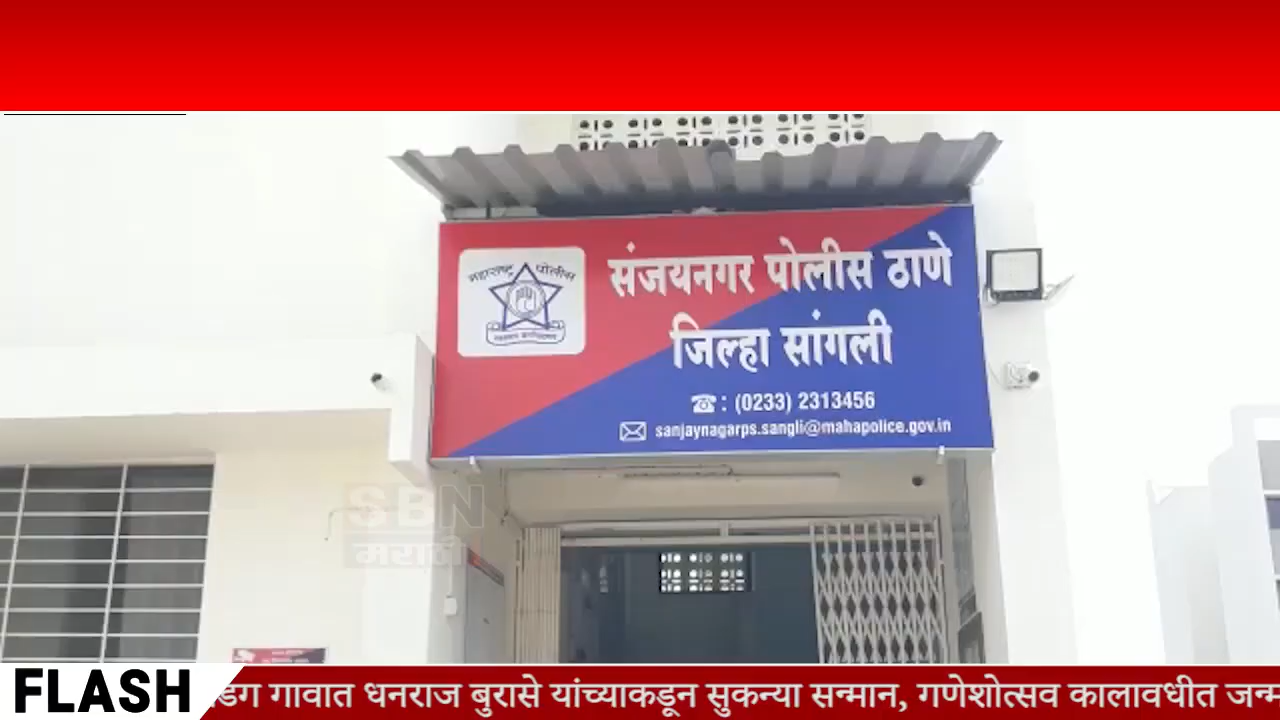 महाराष्ट्र पोलीस
संजयनगर पोलीस ठाणे
जिल्हा सांगली
☎ : (0233) 2313456
sanjaynagarps.sangli@mahapolice.gov.in
SBN
मराठी
FLASH
गावात धनराज बुरासे यांच्याकडून सुकन्या सन्मान, गणेशोत्सव कालावधीत जन्म